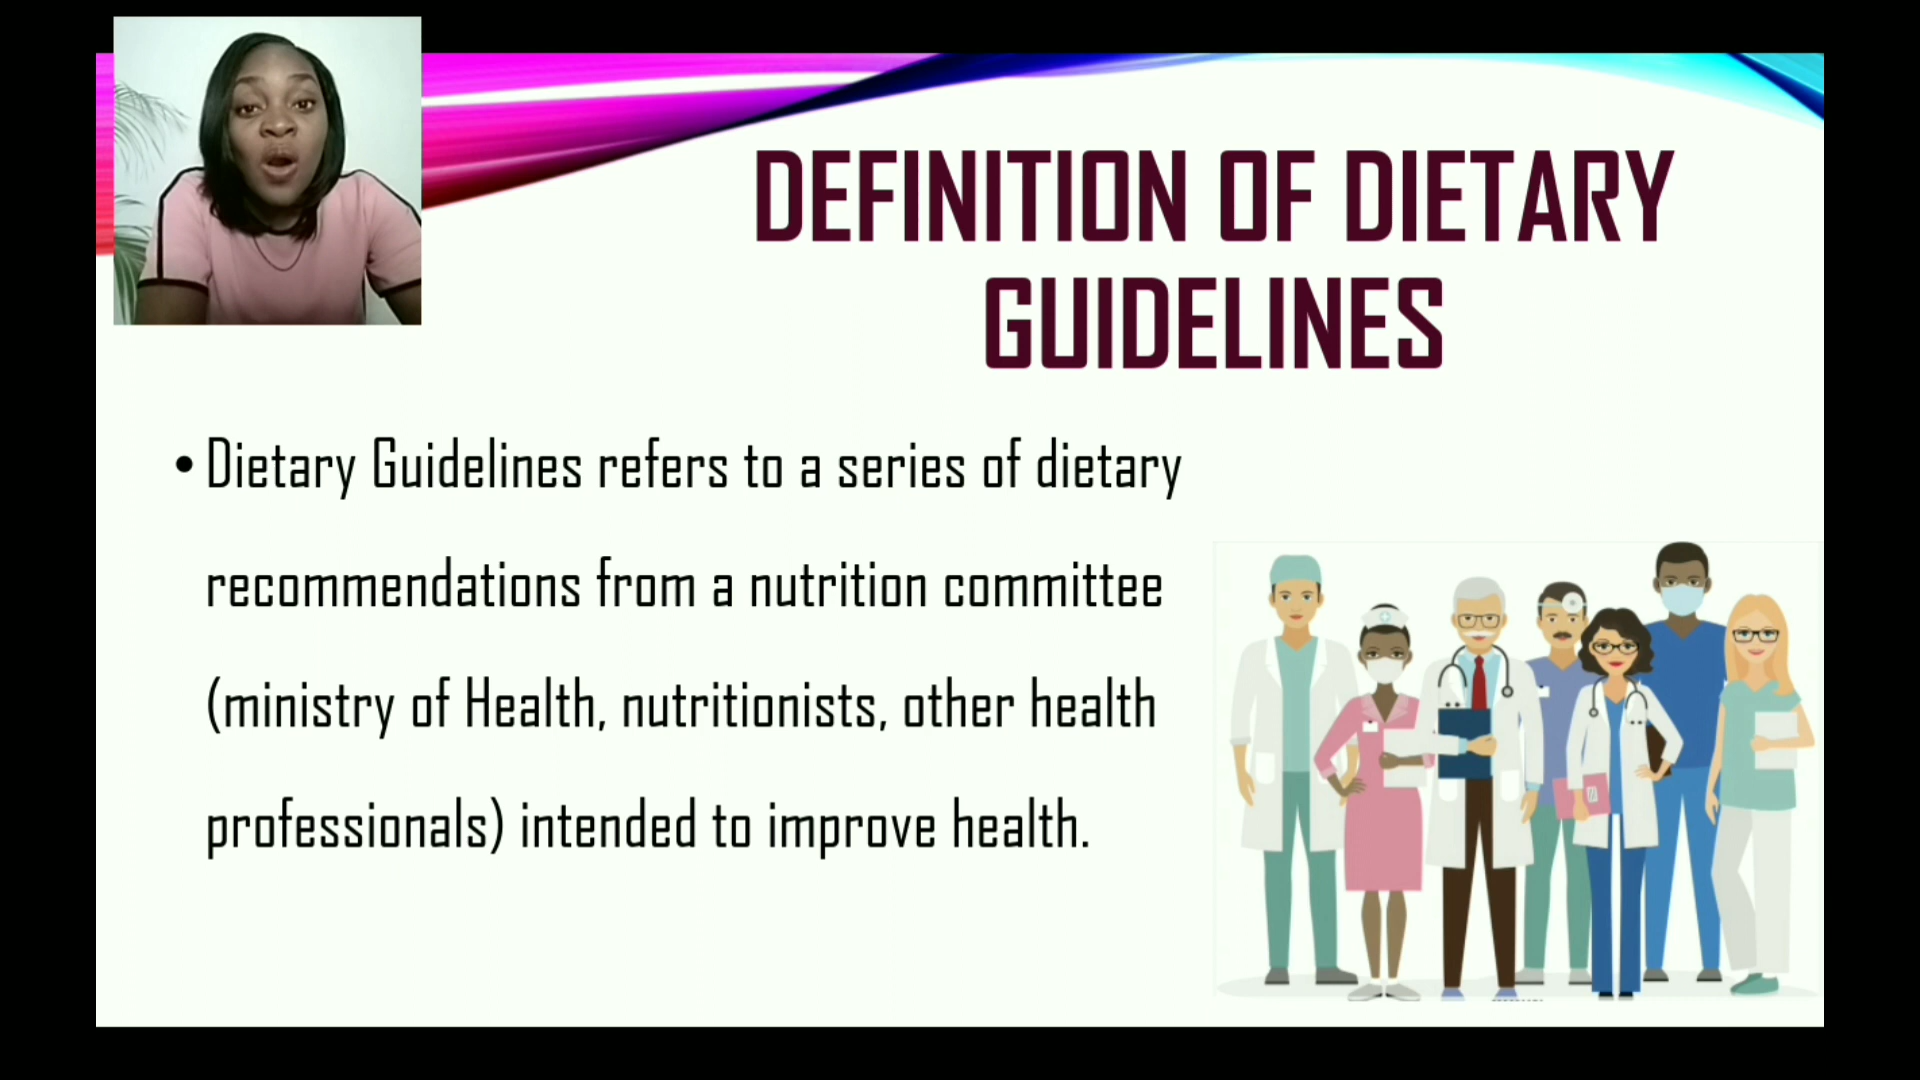 DEFINITION OF DIETARY
GUIDELINES
• Dietary Guidelines refers to a series of dietary
recommendations from a nutrition committee
(ministry of Health, nutritionists, other health
professionals) intended to improve health.